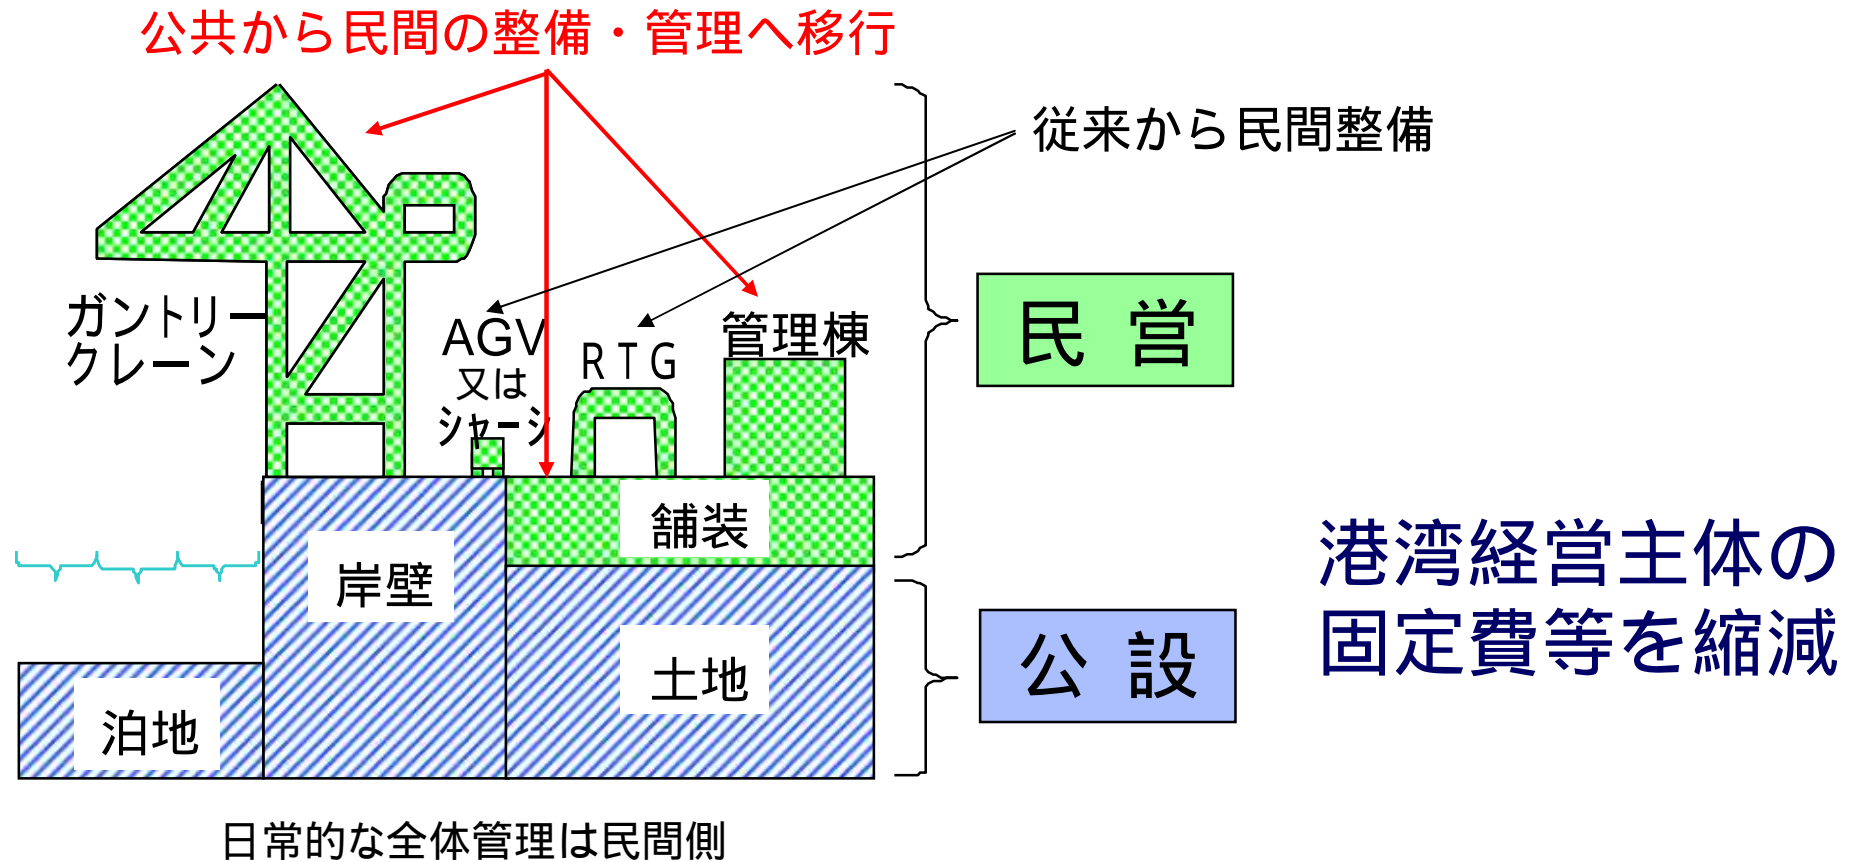 公共から民間の整備・管理へ移行
従来から民間整備
ガントリー
クレーン
AGV
又は
シャーシ
RTG
管理棟
民営
舗装
岸壁
土地
泊地
公設
港湾経営主体の
固定費等を縮減
日常的な全体管理は民間側